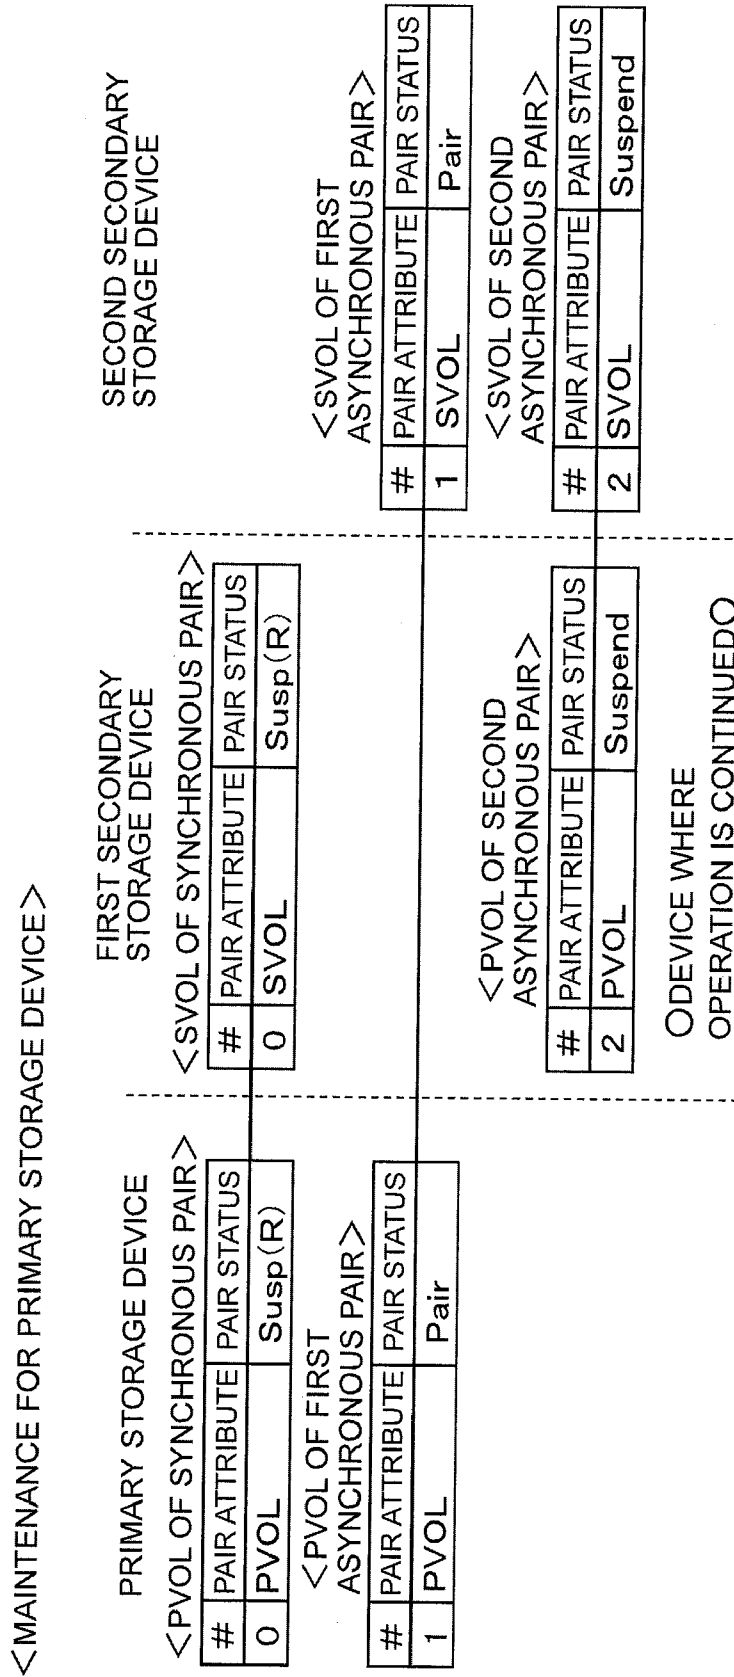 <MAINTENANCE FOR PRIMARY STORAGE DEVICE>
PRIMARY STORAGE DEVICE
<PVOL OF SYNCHRONOUS PAIR>
# PAIR ATTRIBUTE PAIR STATUS
0 PVOL Susp(R)
<PVOL OF FIRST
ASYNCHRONOUS PAIR>
# PAIR ATTRIBUTE PAIR STATUS
1 PVOL Pair
FIRST SECONDARY
STORAGE DEVICE
<SVOL OF SYNCHRONOUS PAIR>
# PAIR ATTRIBUTE PAIR STATUS
0 SVOL Susp(R)
<PVOL OF SECOND
ASYNCHRONOUS PAIR>
# PAIR ATTRIBUTE PAIR STATUS
2 PVOL Suspend
○DEVICE WHERE
OPERATION IS CONTINUED○
SECOND SECONDARY
STORAGE DEVICE
<SVOL OF FIRST
ASYNCHRONOUS PAIR>
# PAIR ATTRIBUTE PAIR STATUS
1 SVOL Pair
<SVOL OF SECOND
ASYNCHRONOUS PAIR>
# PAIR ATTRIBUTE PAIR STATUS
2 SVOL Suspend